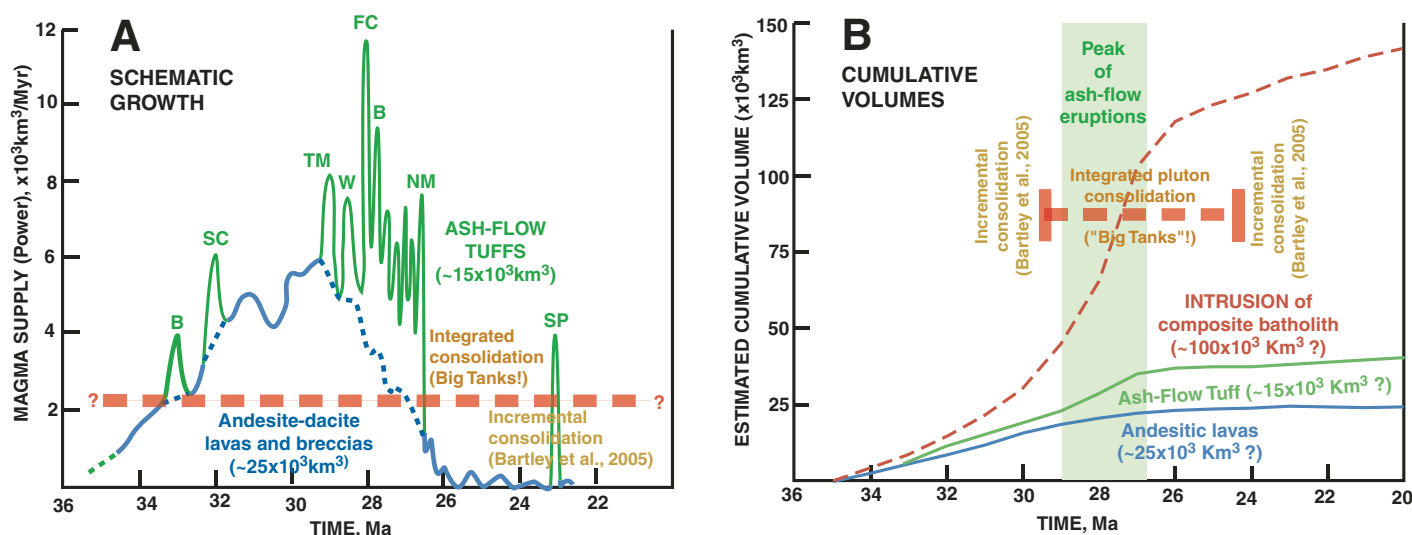 A
SCHEMATIC
GROWTH
MAGMA SUPPLY (Power), x10³km³/Myr)
12
10
8
6
4
2
B
SC
TM
W
FC
B
NM
SP
ASH-FLOW
TUFFS
(~15x10³km³)
Integrated
consolidation
(Big Tanks!)
?
?
Andesite-dacite
lavas and breccias
(~25x10³km³)
Incremental
consolidation
(Bartley et al., 2005)
36
34
32
30
28
26
24
22
TIME, Ma
B
CUMULATIVE
VOLUMES
ESTIMATED CUMULATIVE VOLUME (x10³km³)
150
125
100
75
50
25
Peak
of
ash-flow
eruptions
Incremental
consolidation
(Bartley et al., 2005)
Integrated pluton
consolidation
("Big Tanks"!)
Incremental
consolidation
(Bartley et al., 2005)
INTRUSION of
composite batholith
(~100x10³ Km³ ?)
Ash-Flow Tuff (~15x10³ Km³ ?)
Andesitic lavas
(~25x10³ Km³ ?)
36
34
32
30
28
26
24
22
20
TIME, Ma